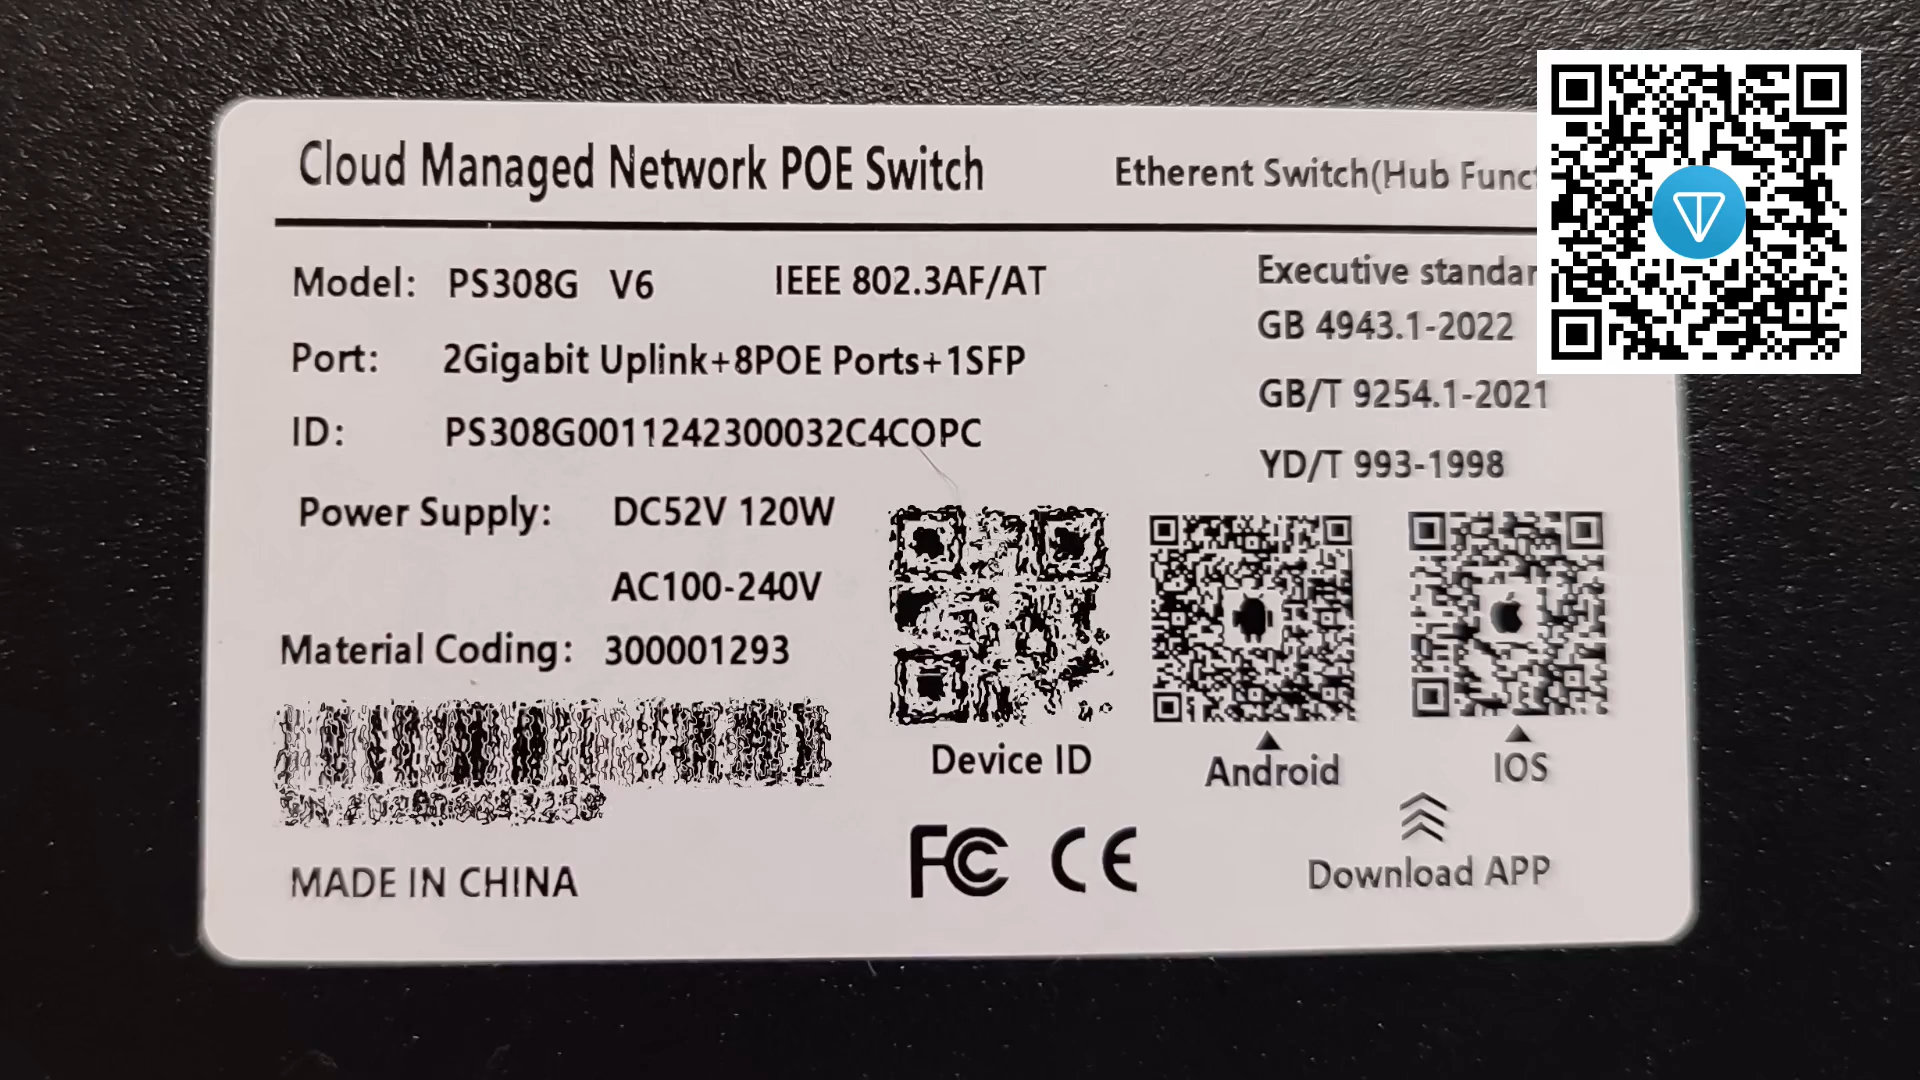 Cloud Managed Network POE Switch
Etherent Switch(Hub
Model: PS308G V6 IEEE 802.3AF/AT
Executive
GB 4943.1-2022
Port: 2Gigabit Uplink+8POE Ports+1SFP
GB/T 9254.1-2021
ID: PS308G0011242300032C4COPC
YD/T 993-1998
Power Supply: DC52V 120W
AC100-240V
Material Coding: 300001293
Device ID
Android
IOS
MADE IN CHINA
FC CE
Download APP